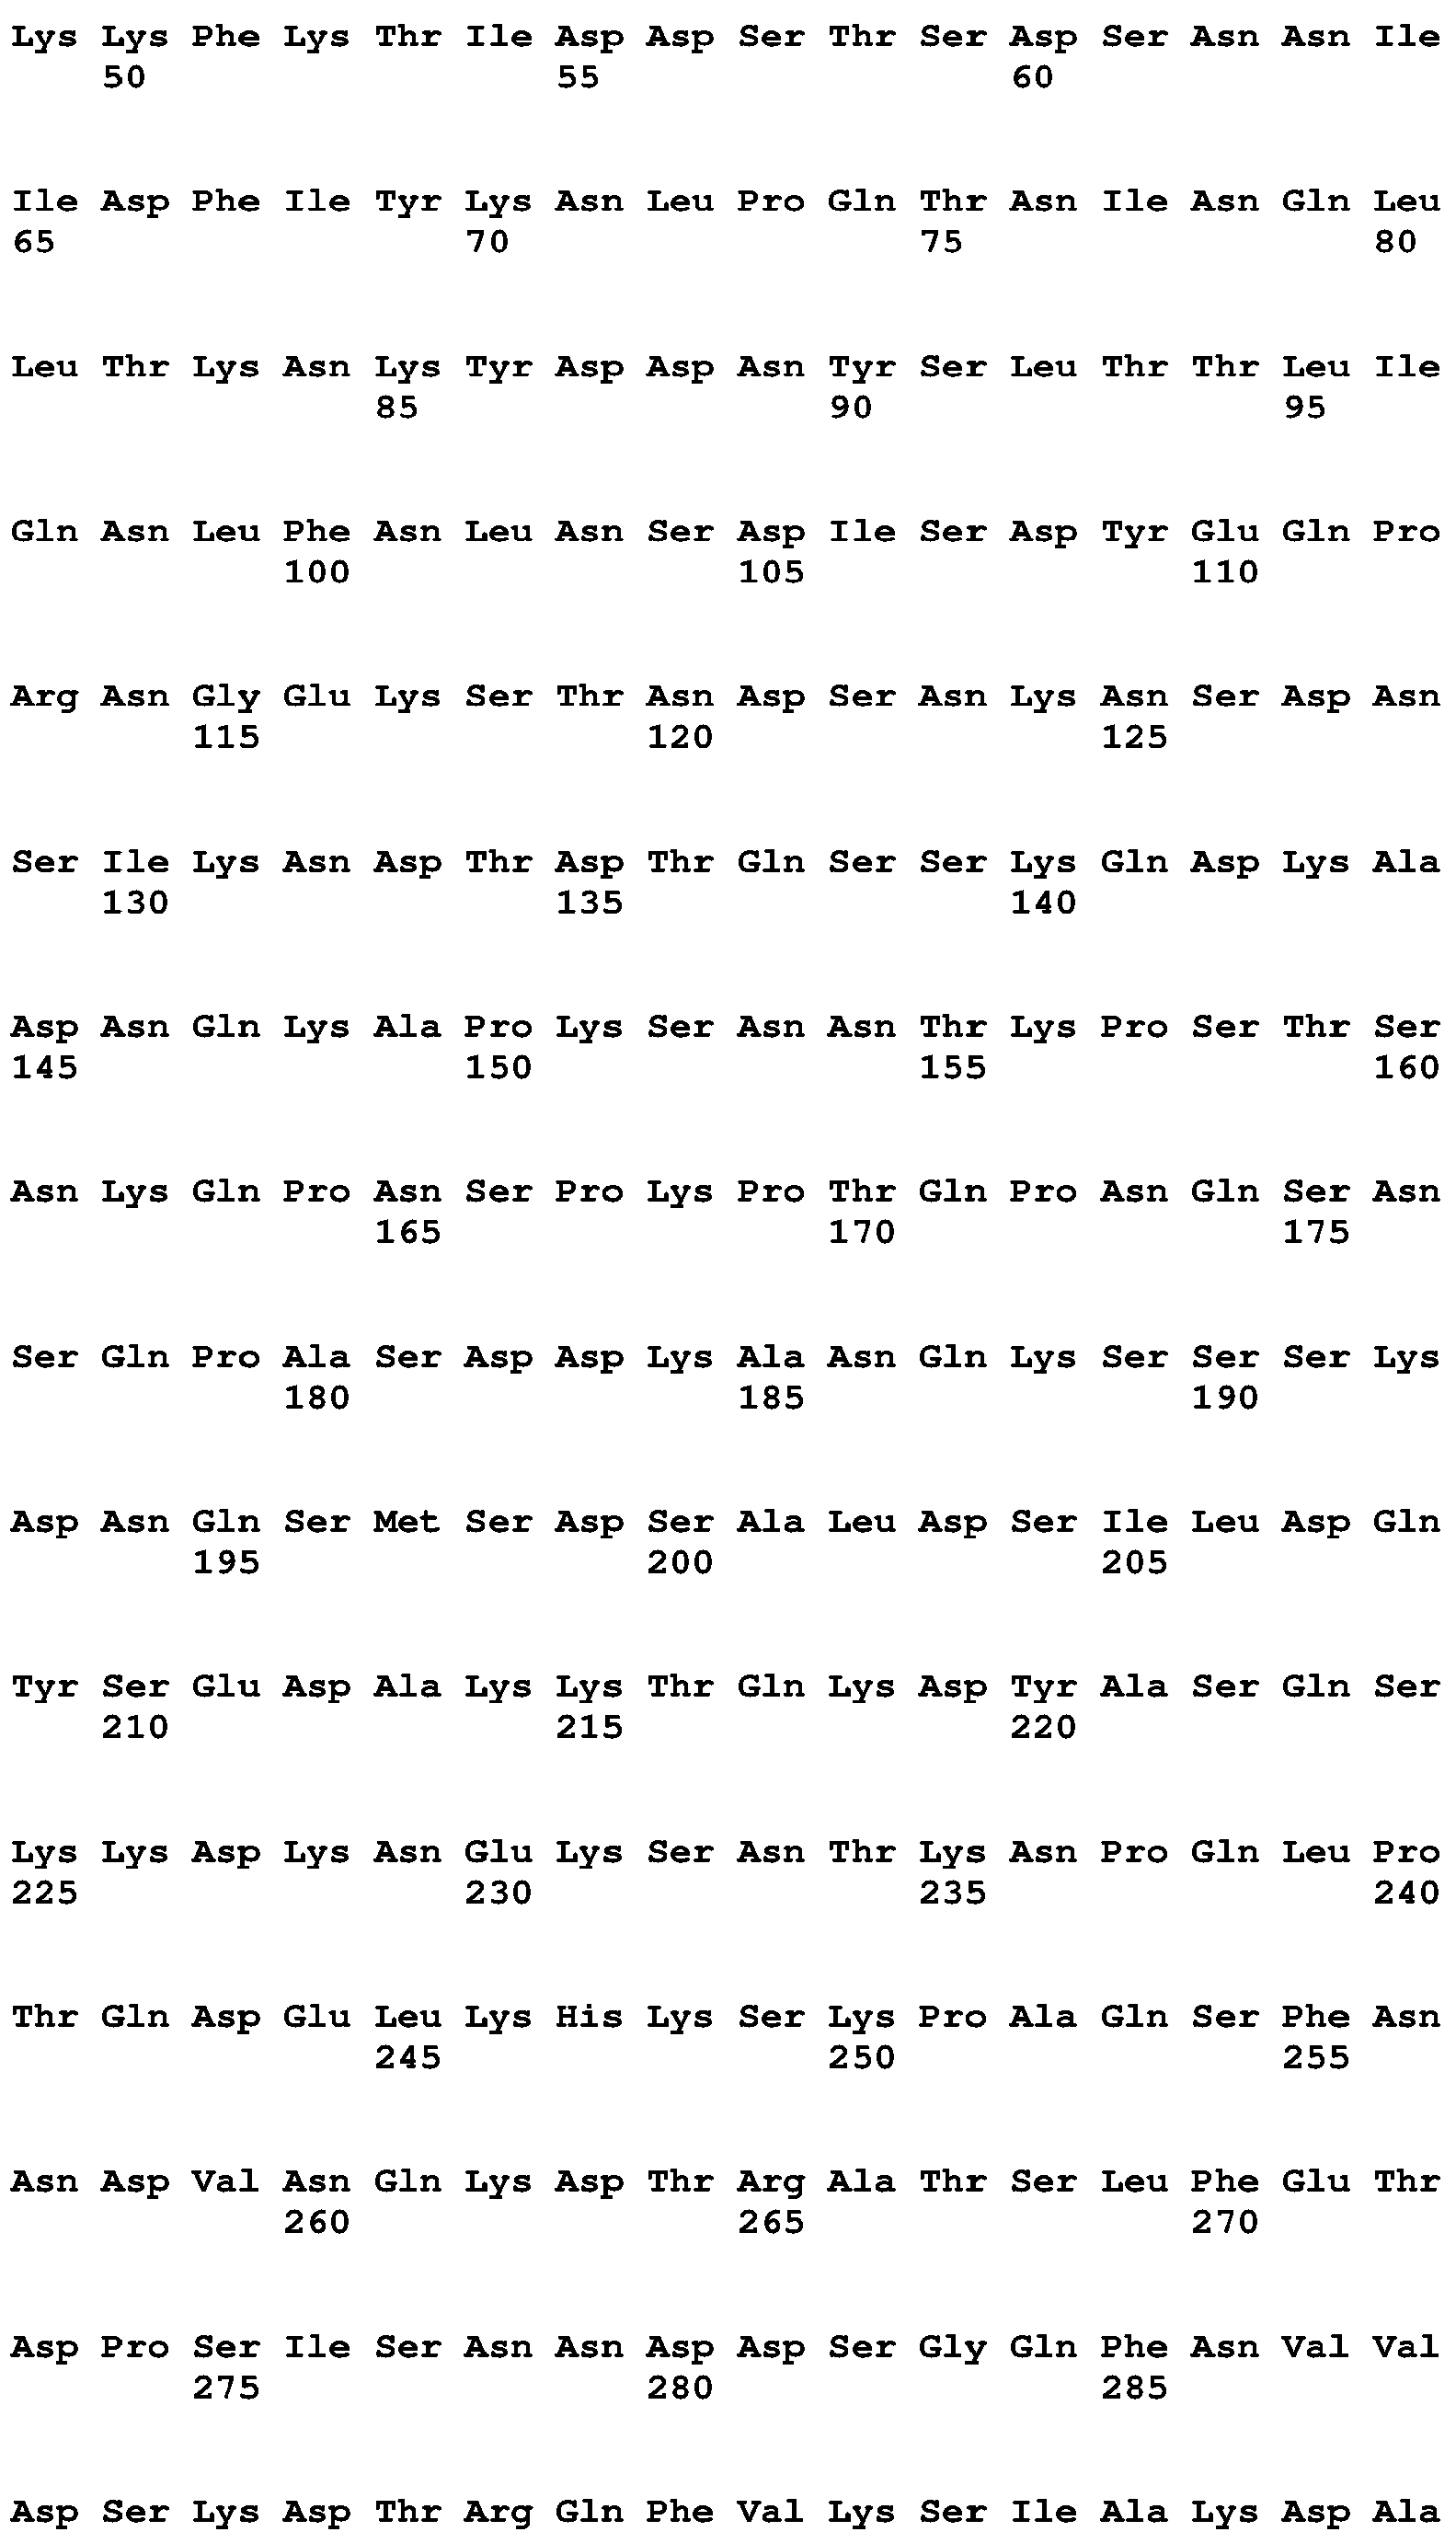 Lys Lys Phe Lys Thr Ile Asp Asp Ser Thr Ser Asp Ser Asn Asn Ile
50 55 60
Ile Asp Phe Ile Tyr Lys Asn Leu Pro Gln Thr Asn Ile Asn Gln Leu
65 70 75 80
Leu Thr Lys Asn Lys Tyr Asp Asp Asn Tyr Ser Leu Thr Thr Leu Ile
85 90 95
Gln Asn Leu Phe Asn Leu Asn Ser Asp Ile Ser Asp Tyr Glu Gln Pro
100 105 110
Arg Asn Gly Glu Lys Ser Thr Asn Asp Ser Asn Lys Asn Ser Asp Asn
115 120 125
Ser Ile Lys Asn Asp Thr Asp Thr Gln Ser Ser Lys Gln Asp Lys Ala
130 135 140
Asp Asn Gln Lys Ala Pro Lys Ser Asn Asn Thr Lys Pro Ser Thr Ser
145 150 155 160
Asn Lys Gln Pro Asn Ser Pro Lys Pro Thr Gln Pro Asn Gln Ser Asn
165 170 175
Ser Gln Pro Ala Ser Asp Asp Lys Ala Asn Gln Lys Ser Ser Ser Lys
180 185 190
Asp Asn Gln Ser Met Ser Asp Ser Ala Leu Asp Ser Ile Leu Asp Gln
195 200 205
Tyr Ser Glu Asp Ala Lys Lys Thr Gln Lys Asp Tyr Ala Ser Gln Ser
210 215 220
Lys Lys Asp Lys Asn Glu Lys Ser Asn Thr Lys Asn Pro Gln Leu Pro
225 230 235 240
Thr Gln Asp Glu Leu Lys His Lys Ser Lys Pro Ala Gln Ser Phe Asn
245 250 255
Asn Asp Val Asn Gln Lys Asp Thr Arg Ala Thr Ser Leu Phe Glu Thr
260 265 270
Asp Pro Ser Ile Ser Asn Asn Asp Asp Ser Gly Gln Phe Asn Val Val
275 280 285
Asp Ser Lys Asp Thr Arg Gln Phe Val Lys Ser Ile Ala Lys Asp Ala